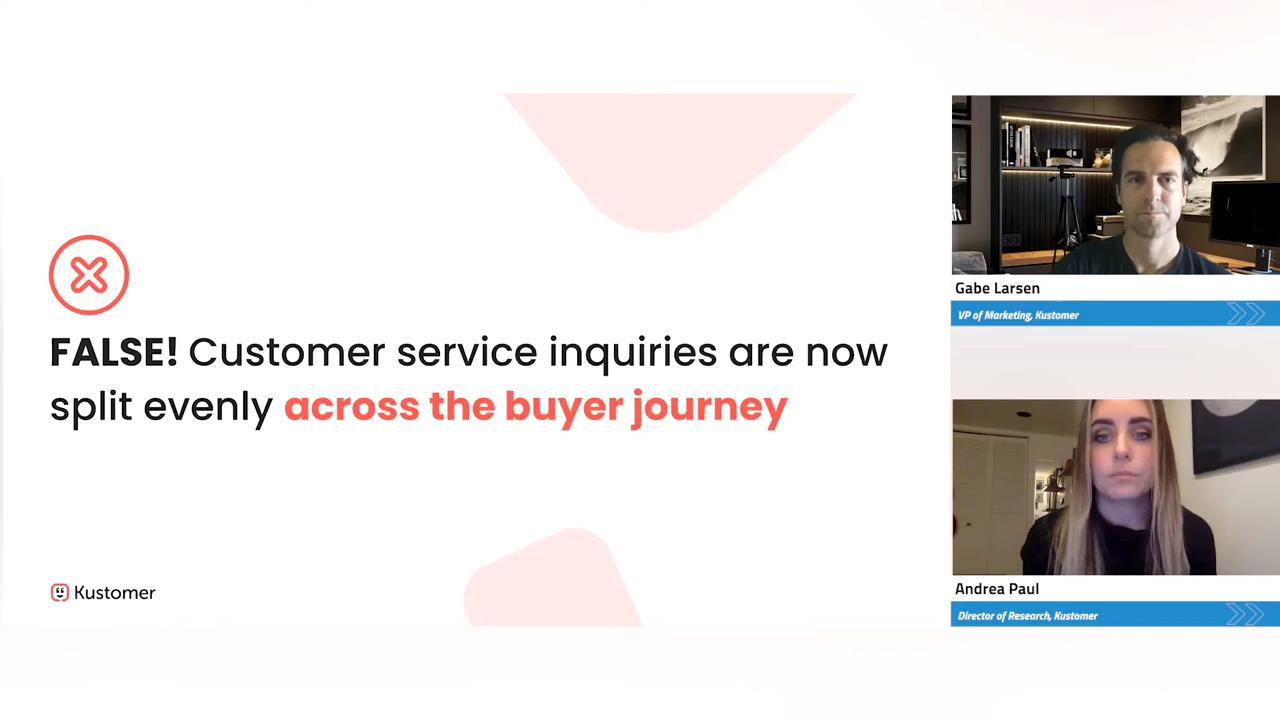 FALSE! Customer service inquiries are now
split evenly across the buyer journey
Kustomer
Gabe Larsen
VP of Marketing, Kustomer
Andrea Paul
Director of Research, Kustomer